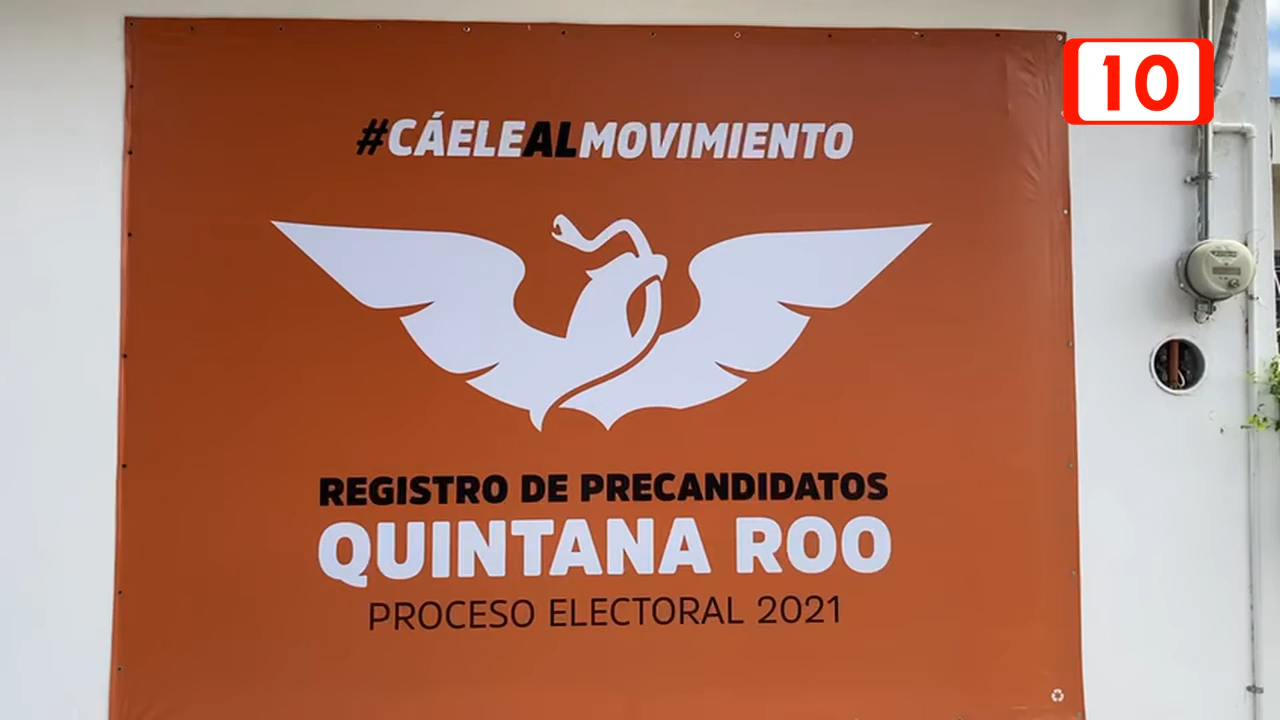 10
#CÁELEALMOVIMIENTO
REGISTRO DE PRECANDIDATOS
QUINTANA ROO
PROCESO ELECTORAL 2021